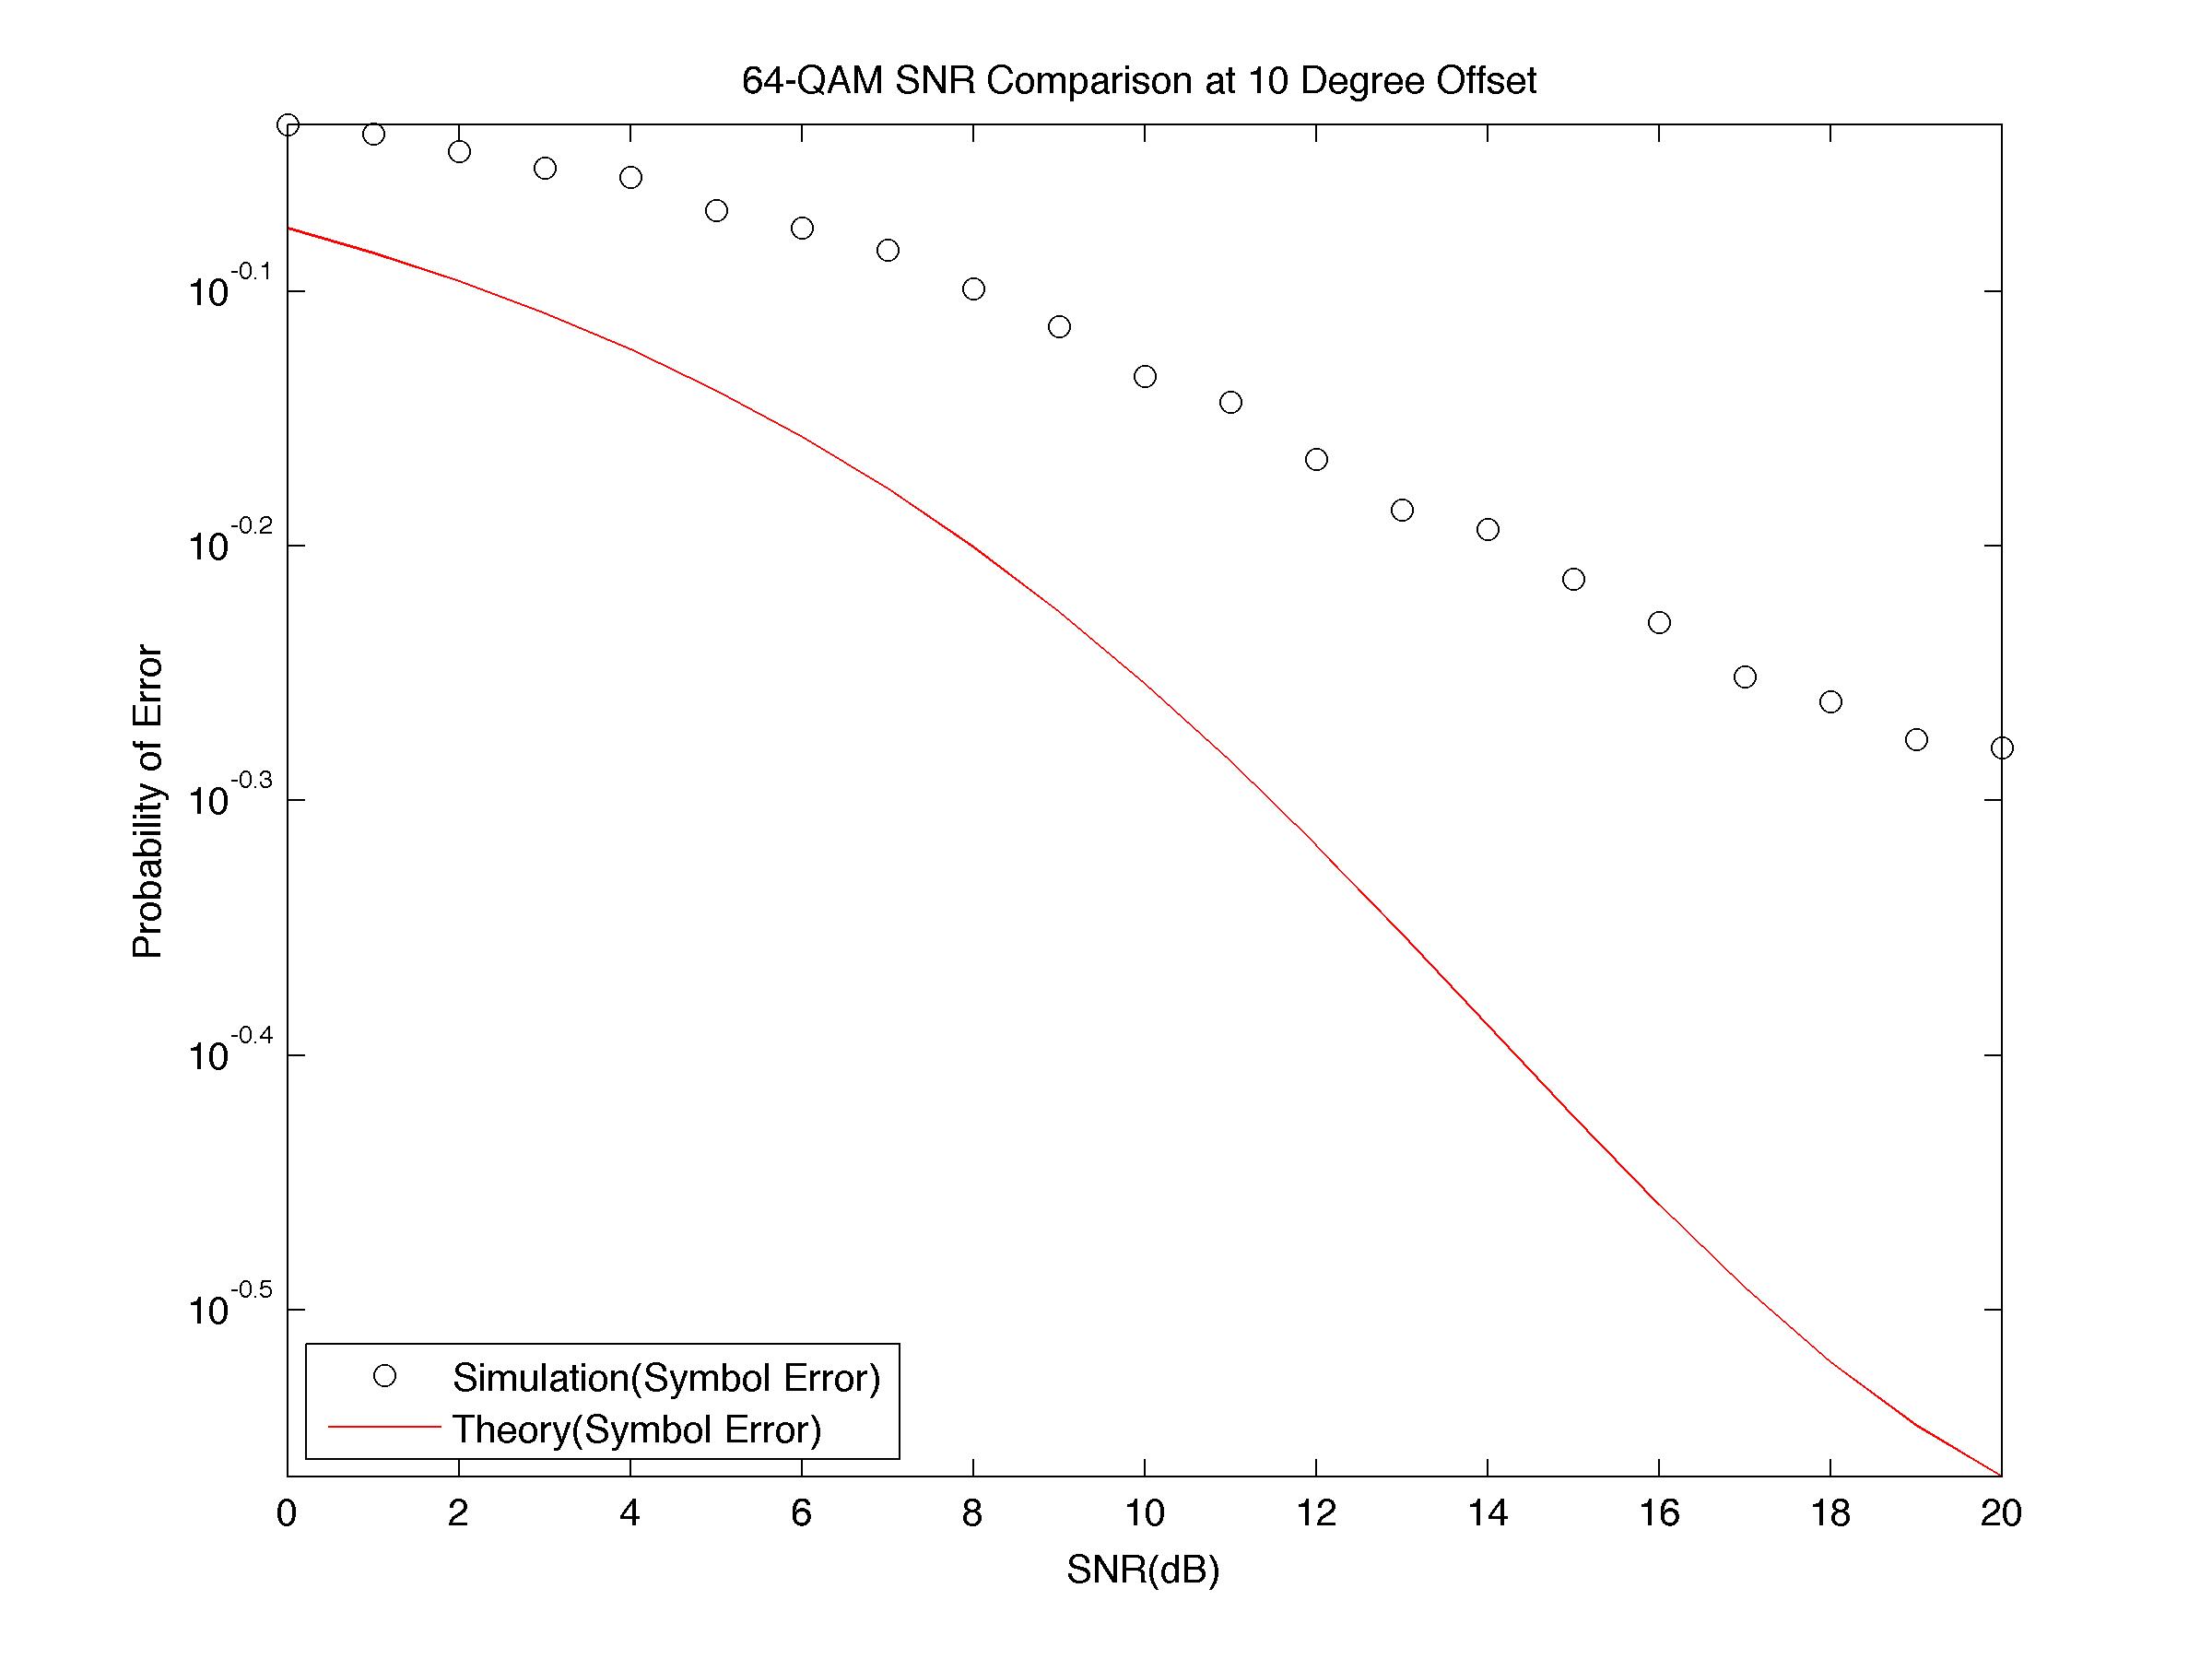 64-QAM SNR Comparison at 10 Degree Offset
10^-0.1
10^-0.2
10^-0.3
10^-0.4
10^-0.5
Probability of Error
Simulation(Symbol Error)
Theory(Symbol Error)
0 2 4 6 8 10 12 14 16 18 20
SNR(dB)